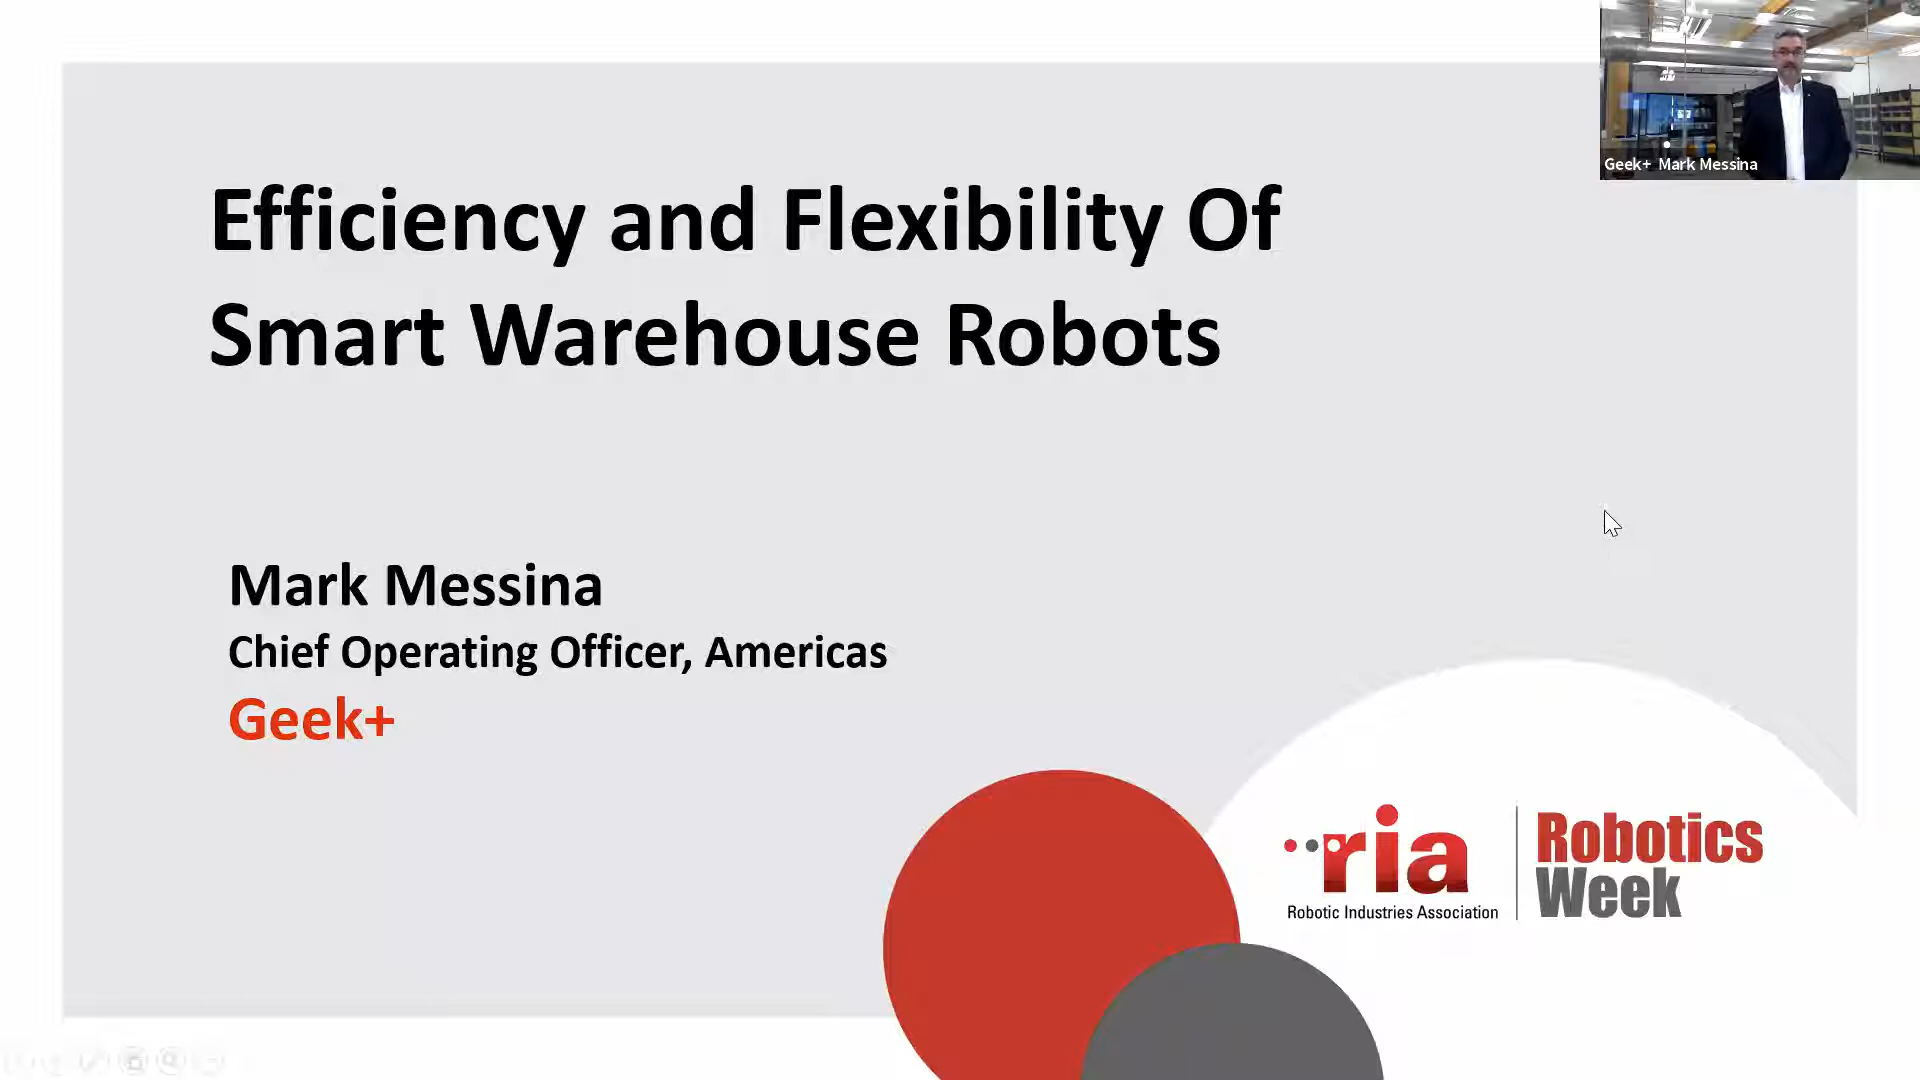 Efficiency and Flexibility Of
Smart Warehouse Robots
Geek+ Mark Messina
Mark Messina
Chief Operating Officer, Americas
Geek+
ria
Robotic Industries Association
Robotics
Week